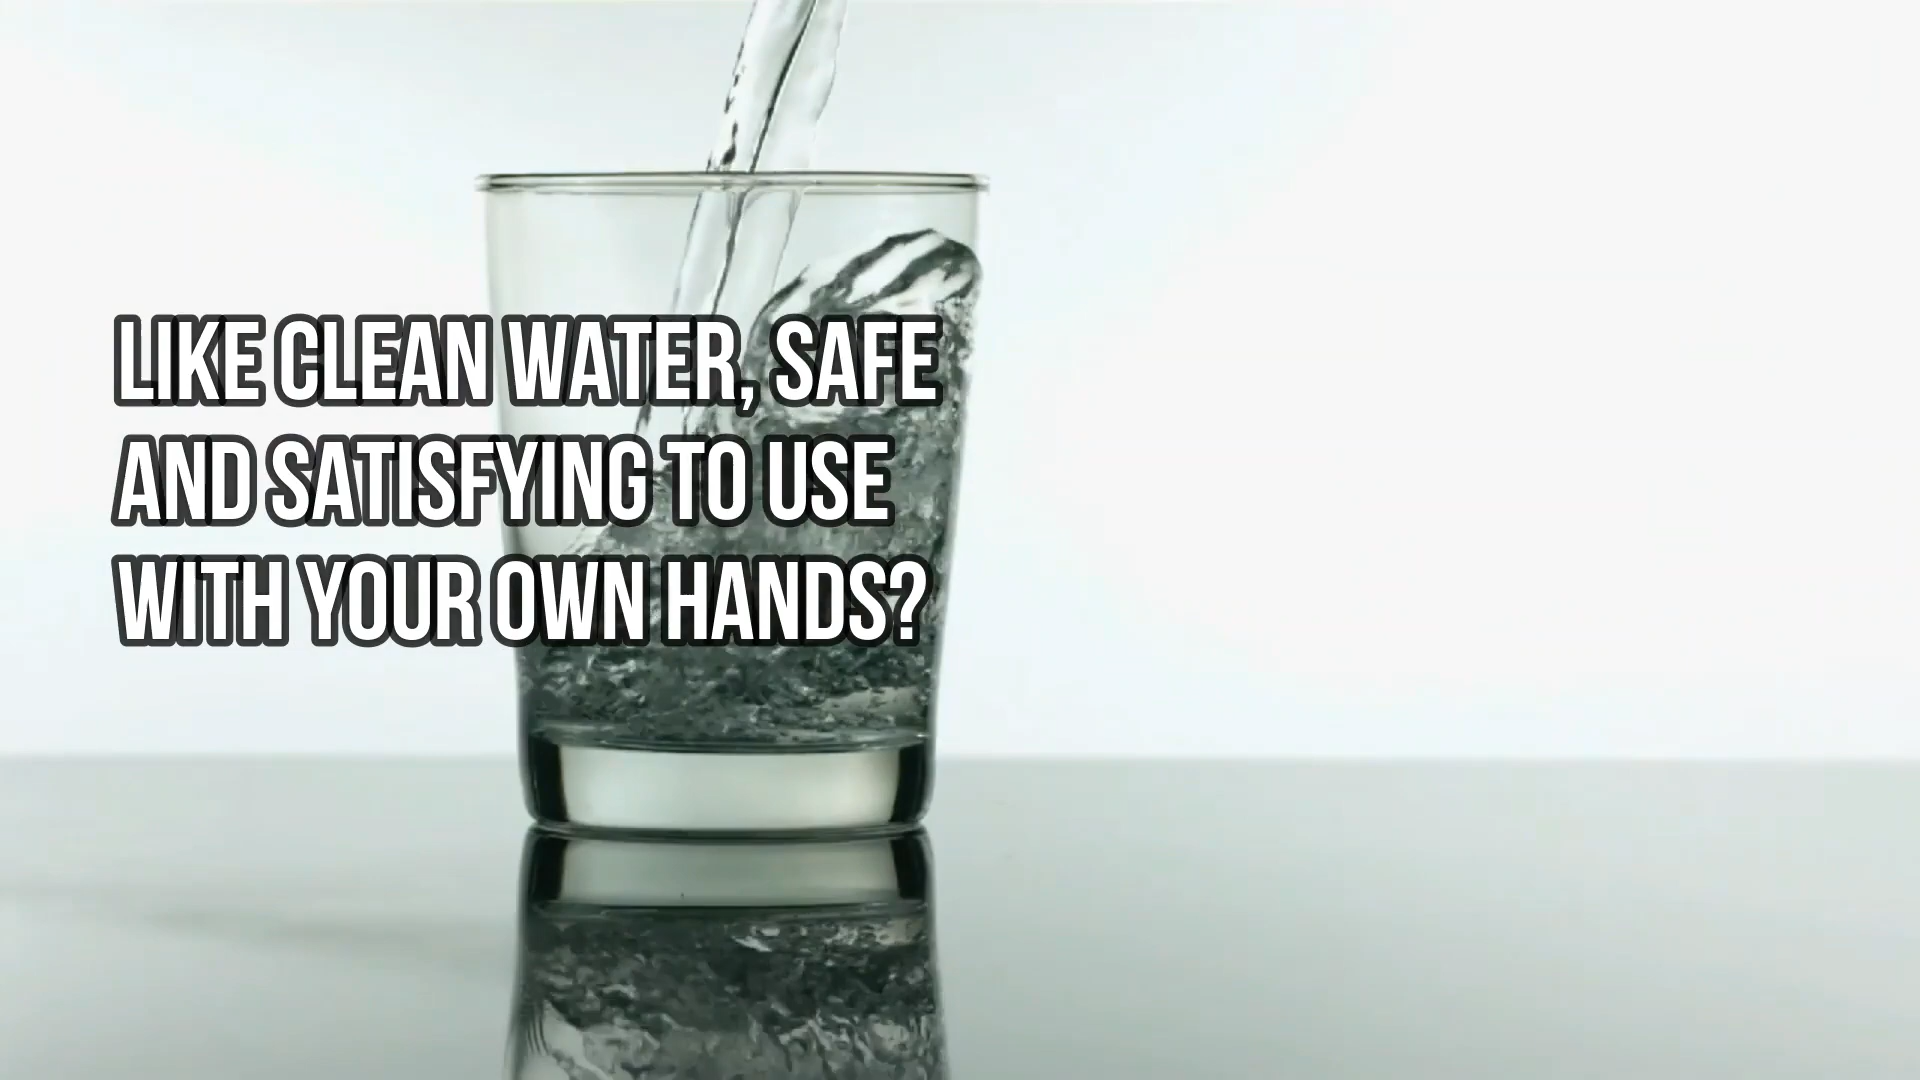 LIKE CLEAN WATER, SAFE
AND SATISFYING TO USE
WITH YOUR OWN HANDS?